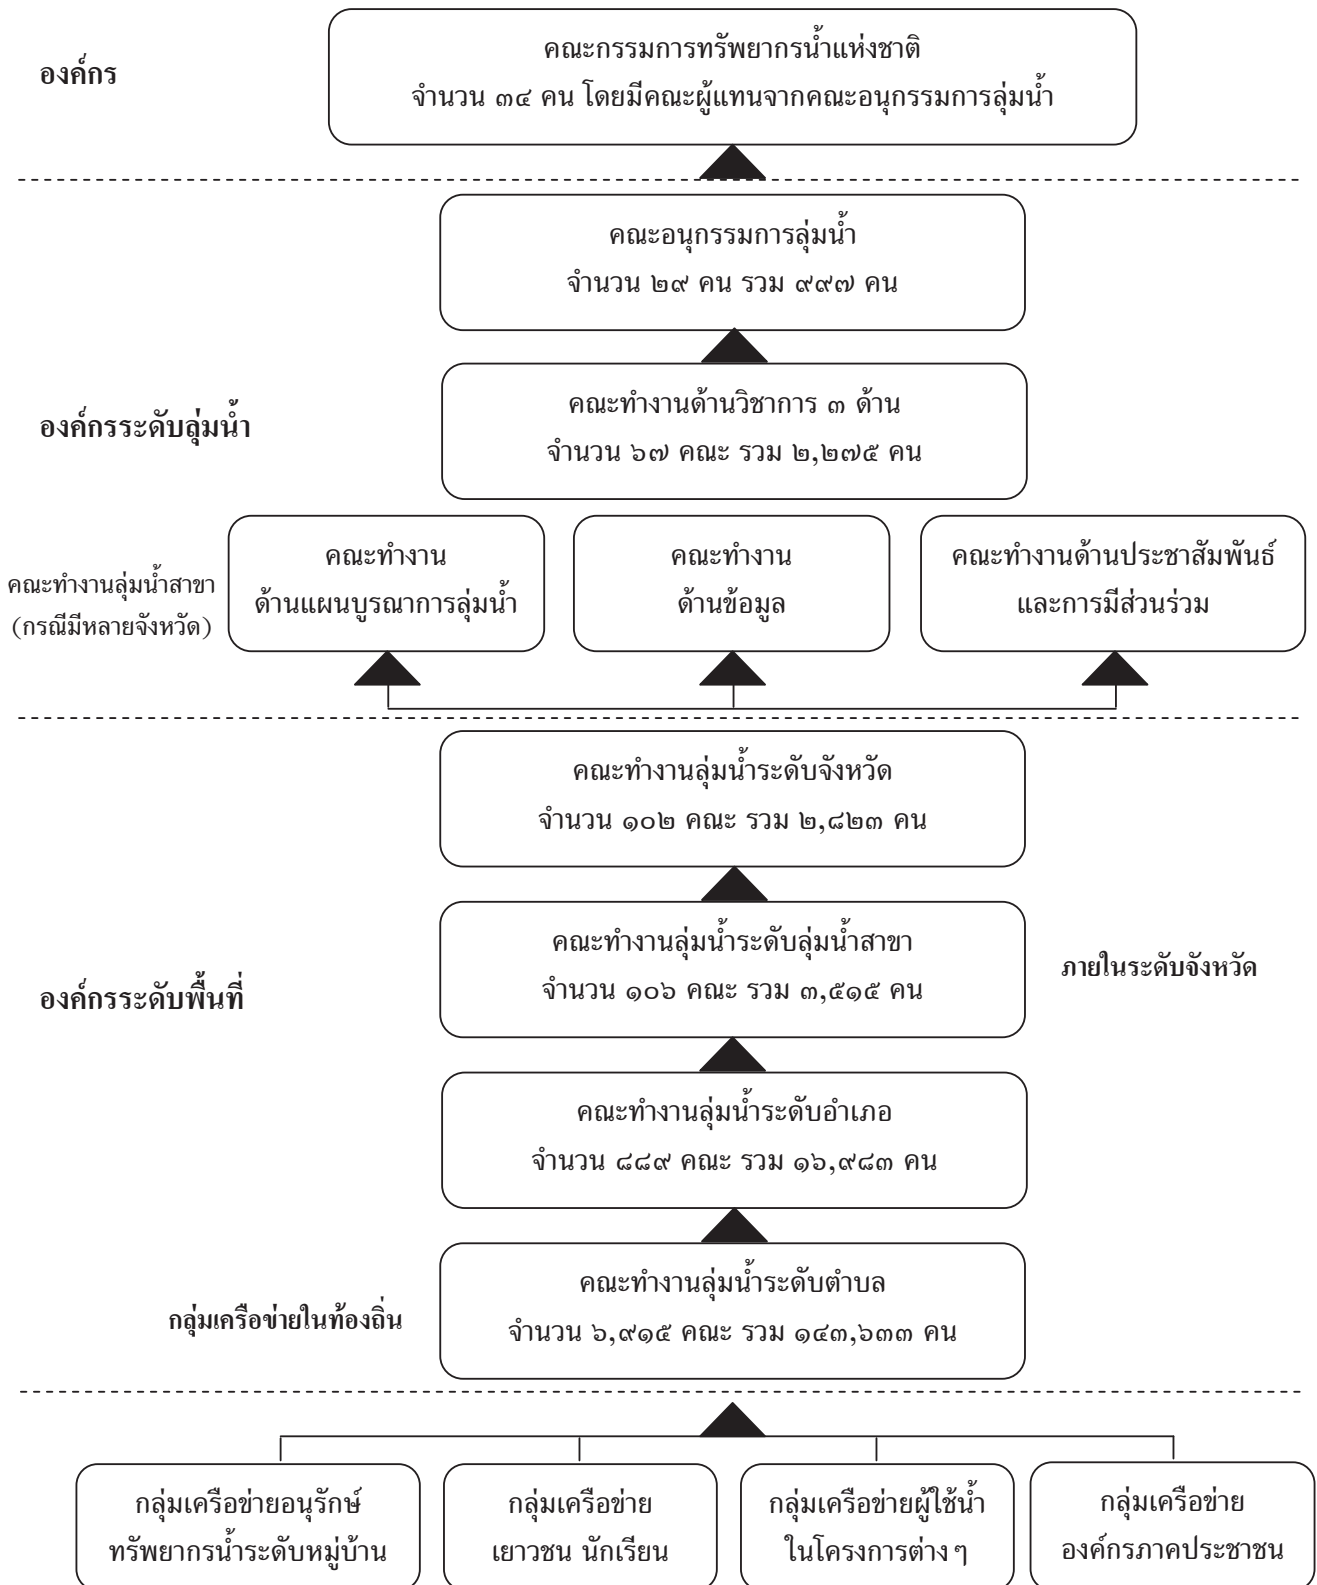 องค์กร
คณะกรรมการทรัพยากรน้ำแห่งชาติ
จำนวน ๓๔ คน โดยมีคณะผู้แทนจากคณะอนุกรรมการลุ่มน้ำ
คณะอนุกรรมการลุ่มน้ำ
จำนวน ๒๙ คน รวม ๙๙๗ คน
องค์กรระดับลุ่มน้ำ
คณะทำงานด้านวิชาการ ๓ ด้าน
จำนวน ๖๗ คณะ รวม ๒,๒๗๕ คน
คณะทำงานลุ่มน้ำสาขา
(กรณีมีหลายจังหวัด)
คณะทำงาน
ด้านแผนบูรณาการลุ่มน้ำ
คณะทำงาน
ด้านข้อมูล
คณะทำงานด้านประชาสัมพันธ์
และการมีส่วนร่วม
คณะทำงานลุ่มน้ำระดับจังหวัด
จำนวน ๑๐๒ คณะ รวม ๒,๘๒๓ คน
องค์กรระดับพื้นที่
คณะทำงานลุ่มน้ำระดับลุ่มน้ำสาขา
จำนวน ๑๐๖ คณะ รวม ๓,๕๑๕ คน
ภายในระดับจังหวัด
คณะทำงานลุ่มน้ำระดับอำเภอ
จำนวน ๘๘๙ คณะ รวม ๑๖,๙๘๓ คน
กลุ่มเครือข่ายในท้องถิ่น
คณะทำงานลุ่มน้ำระดับตำบล
จำนวน ๖,๙๑๕ คณะ รวม ๑๔๓,๖๓๓ คน
กลุ่มเครือข่ายอนุรักษ์
ทรัพยากรน้ำระดับหมู่บ้าน
กลุ่มเครือข่าย
เยาวชน นักเรียน
กลุ่มเครือข่ายผู้ใช้น้ำ
ในโครงการต่าง ๆ
กลุ่มเครือข่าย
องค์กรภาคประชาชน